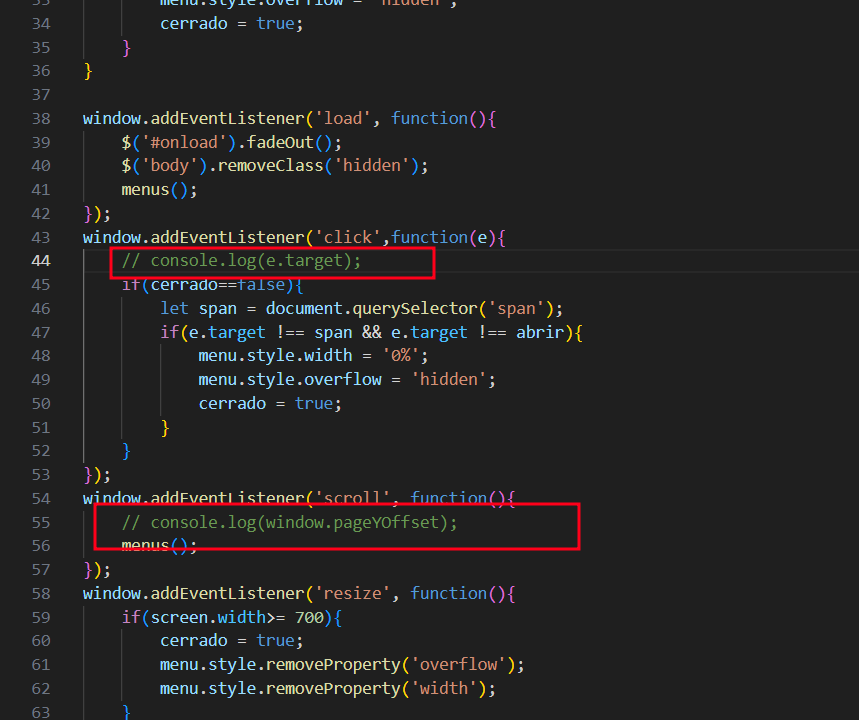 33 menu.style.overflow = 'hidden';
34 cerrado = true;
35 }
36 }
37
38 window.addEventListener('load', function(){
39 $('#onload').fadeOut();
40 $('body').removeClass('hidden');
41 menus();
42 });
43 window.addEventListener('click',function(e){
44 // console.log(e.target);
45 if(cerrado==false){
46 let span = document.querySelector('span');
47 if(e.target !== span && e.target !== abrir){
48 menu.style.width = '0%';
49 menu.style.overflow = 'hidden';
50 cerrado = true;
51 }
52 }
53 });
54 window.addEventListener('scroll', function(){
55 // console.log(window.pageYOffset);
56 menus();
57 });
58 window.addEventListener('resize', function(){
59 if(screen.width>= 700){
60 cerrado = true;
61 menu.style.removeProperty('overflow');
62 menu.style.removeProperty('width');
63 }